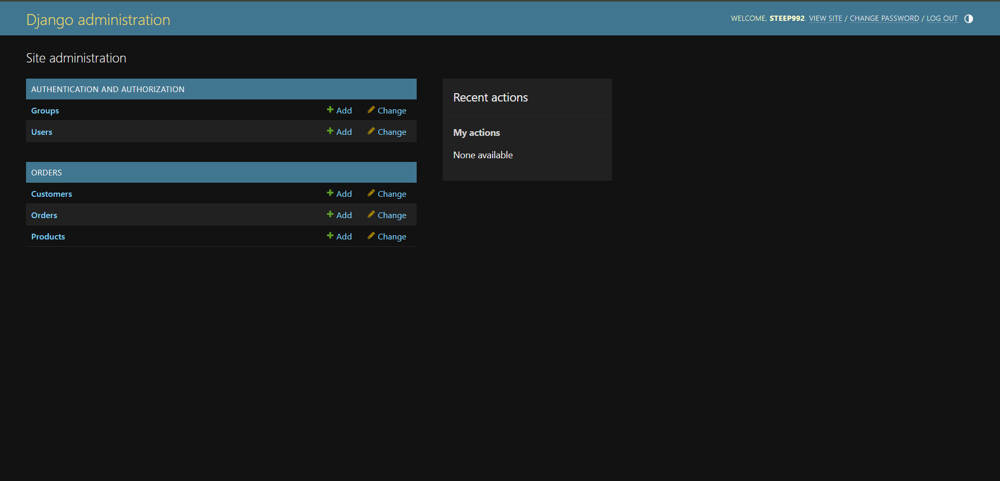 Django administration
WELCOME, STEEP992. VIEW SITE / CHANGE PASSWORD / LOG OUT
Site administration
AUTHENTICATION AND AUTHORIZATION
Groups Add Change
Users Add Change
ORDERS
Customers Add Change
Orders Add Change
Products Add Change
Recent actions
My actions
None available